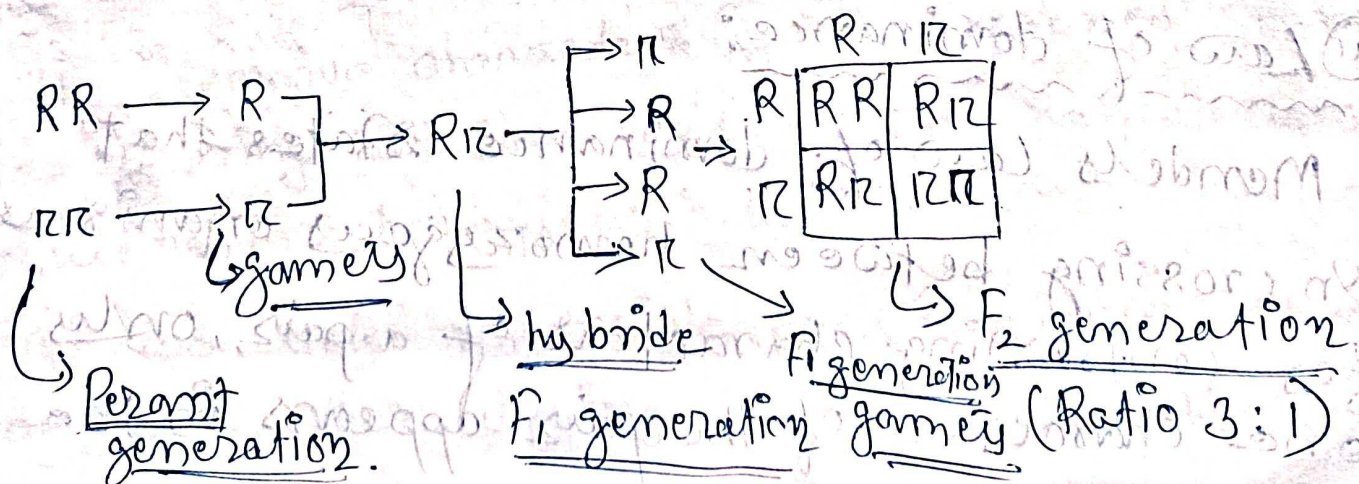 r
R r
RR → R → Rr → R → R RR Rr
→ R
rr → r r Rr rr
→ r
gamets
hybride
F₂ generation
F₁ generation
Perant
generation.
F₁ generation gamets (Ratio 3:1)